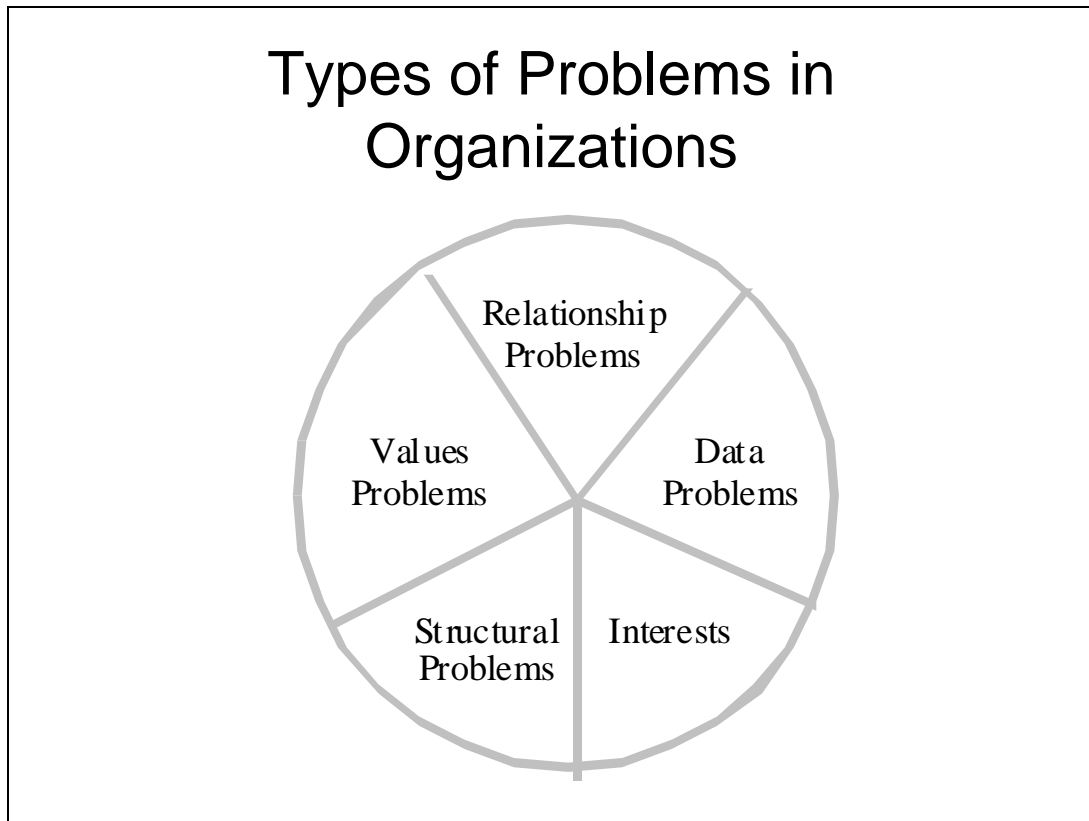 Types of Problems in
Organizations
Relationship
Problems
Values
Problems
Data
Problems
Structural
Problems
Interests